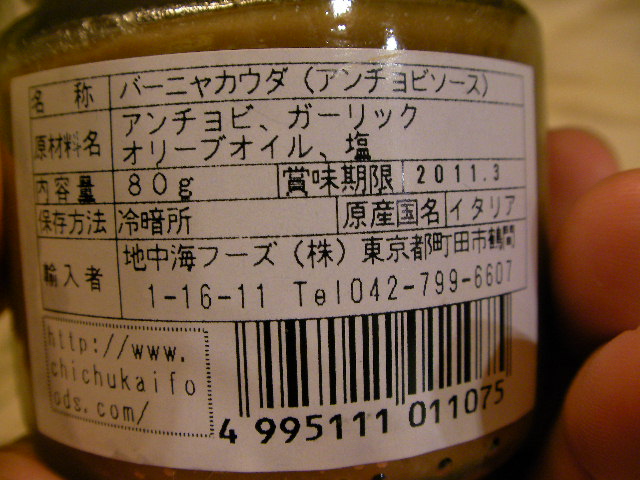 名称 バーニャカウダ（アンチョビソース）
原材料名 アンチョビ、ガーリック
オリーブオイル、塩
内容量 80g 賞味期限 2011.3
保存方法 冷暗所 原産国名 イタリア
輸入者 地中海フーズ（株）東京都町田市鶴間
1-16-11 Tel042-799-6607
http://www.
chichukaifo
ods.com/
4 995111 011075